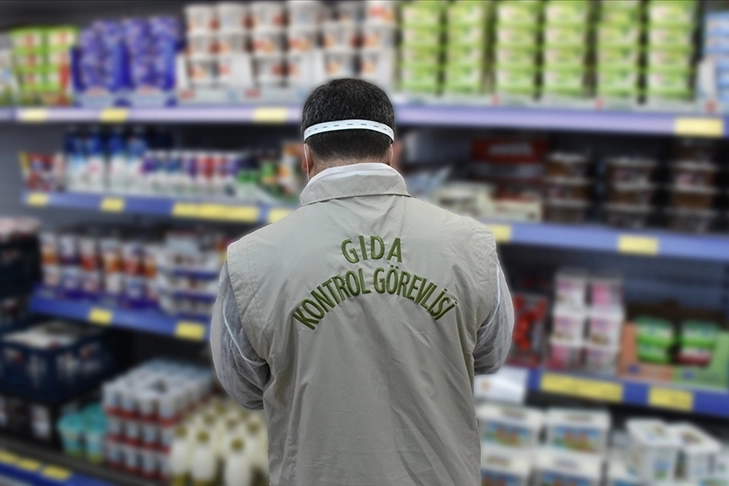 GIDA
KONTROL GÖREVLİSİ